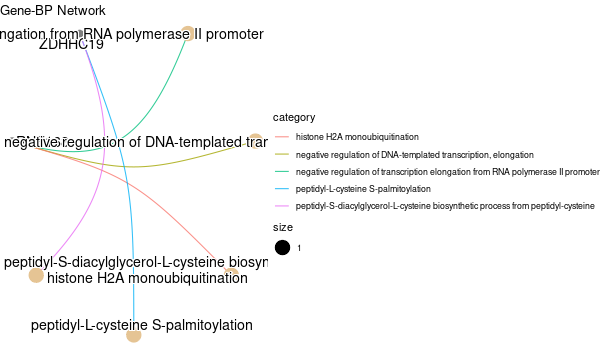 Gene-BP Network
ngation from RNA polymerase II promoter
ZDHHC19
negative regulation of DNA-templated tran
peptidyl-S-diacylglycerol-L-cysteine biosyn
histone H2A monoubiquitination
peptidyl-L-cysteine S-palmitoylation
category
histone H2A monoubiquitination
negative regulation of DNA-templated transcription, elongation
negative regulation of transcription elongation from RNA polymerase II promoter
peptidyl-L-cysteine S-palmitoylation
peptidyl-S-diacylglycerol-L-cysteine biosynthetic process from peptidyl-cysteine
size
1